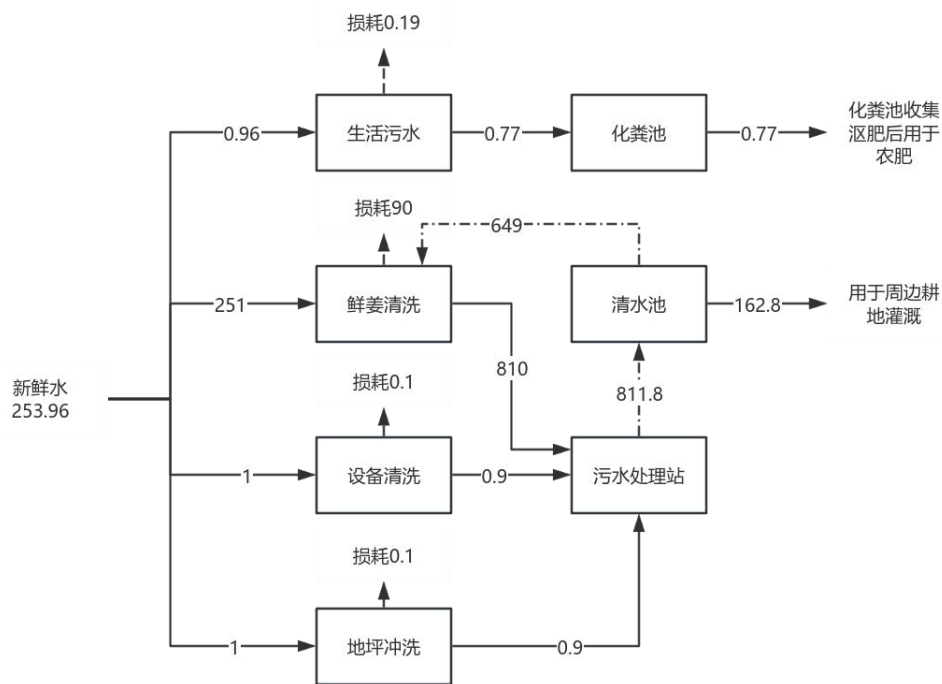 损耗0.19
0.96
生活污水
0.77
化粪池
0.77
化粪池收集
沤肥后用于
农肥
损耗90
649
251
鲜姜清洗
清水池
162.8
用于周边耕
地灌溉
810
811.8
新鲜水
253.96
损耗0.1
1
设备清洗
0.9
污水处理站
损耗0.1
1
地坪冲洗
0.9